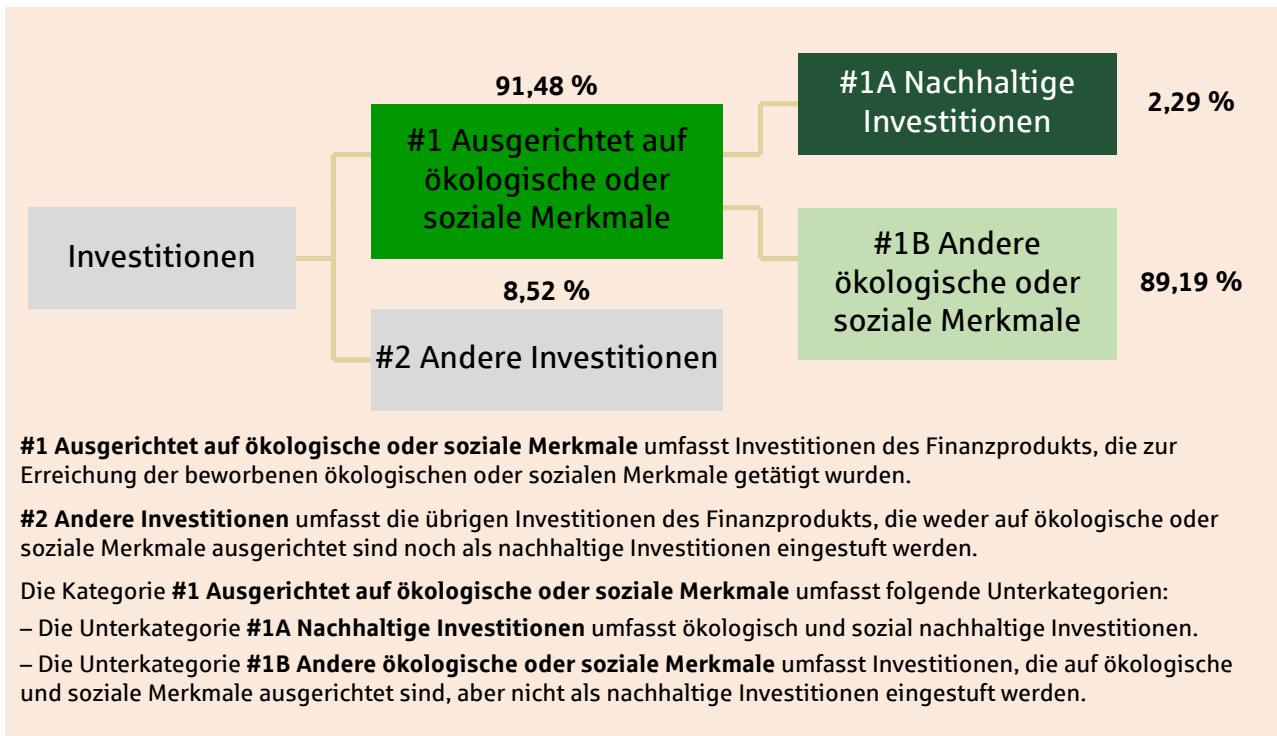 91,48 %
#1 Ausgerichtet auf
ökologische oder
soziale Merkmale
#1A Nachhaltige
Investitionen
2,29 %
Investitionen
#1B Andere
ökologische oder
soziale Merkmale
89,19 %
8,52 %
#2 Andere Investitionen
#1 Ausgerichtet auf ökologische oder soziale Merkmale umfasst Investitionen des Finanzprodukts, die zur
Erreichung der beworbenen ökologischen oder sozialen Merkmale getätigt wurden.
#2 Andere Investitionen umfasst die übrigen Investitionen des Finanzprodukts, die weder auf ökologische oder
soziale Merkmale ausgerichtet sind noch als nachhaltige Investitionen eingestuft werden.
Die Kategorie #1 Ausgerichtet auf ökologische oder soziale Merkmale umfasst folgende Unterkategorien:
– Die Unterkategorie #1A Nachhaltige Investitionen umfasst ökologisch und sozial nachhaltige Investitionen.
– Die Unterkategorie #1B Andere ökologische oder soziale Merkmale umfasst Investitionen, die auf ökologische
und soziale Merkmale ausgerichtet sind, aber nicht als nachhaltige Investitionen eingestuft werden.